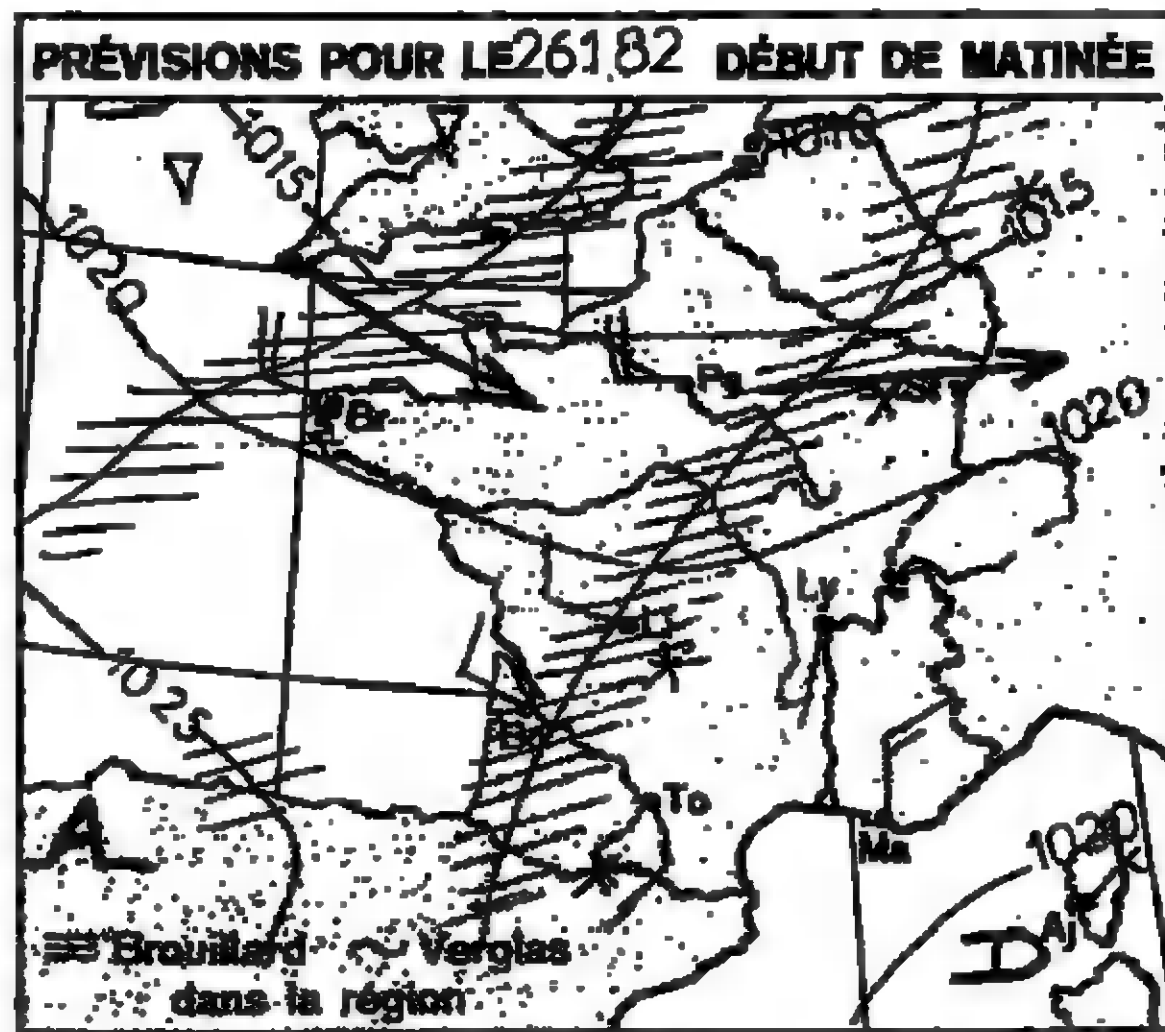 PRÉVISIONS POUR LE 26 1 82 DÉBUT DE MATINÉE
1015
1020
1015
Br
1020
Ly
Li
1025
B
To
A
Ma
1020
D
Aj
Brouillard Verglas
dans la région